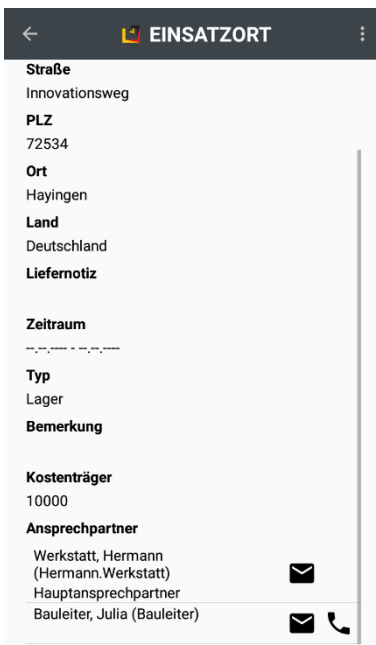 EINSATZORT
Straße
Innovationsweg
PLZ
72534
Ort
Hayingen
Land
Deutschland
Liefernotiz
Zeitraum
--.--.---- - --.--.----
Typ
Lager
Bemerkung
Kostenträger
10000
Ansprechpartner
Werkstatt, Hermann
(Hermann.Werkstatt)
Hauptansprechpartner
Bauleiter, Julia (Bauleiter)